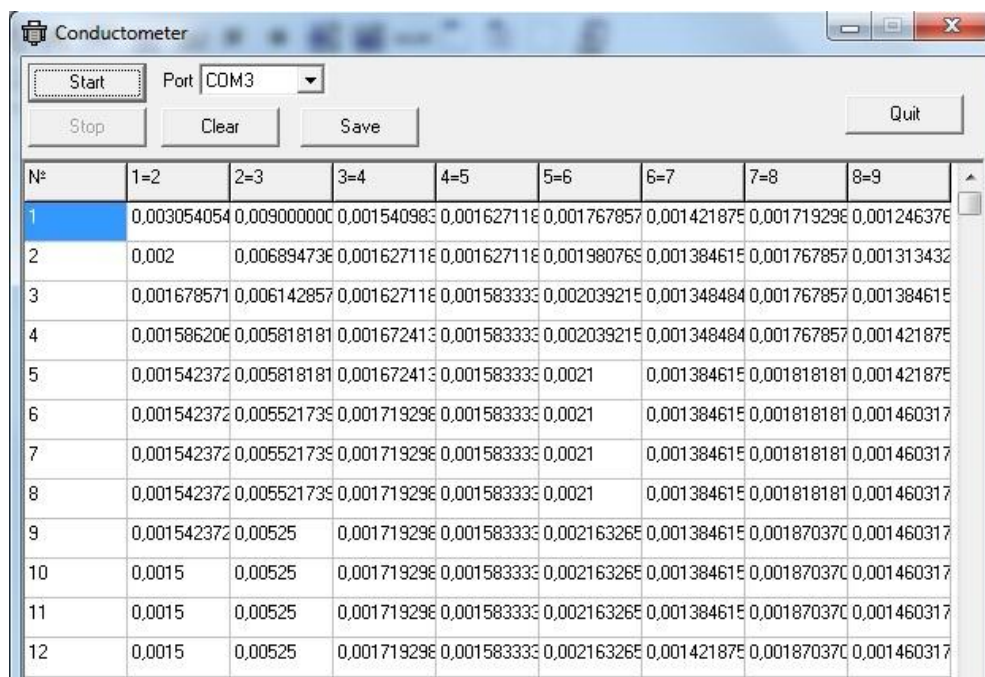 Conductometer
Start Port COM3
Stop Clear Save Quit
№ 1=2 2=3 3=4 4=5 5=6 6=7 7=8 8=9
1 0,003054054 0,009000000 0,001540983 0,001627118 0,001767857 0,001421875 0,001719298 0,001246376
2 0,002 0,006894736 0,001627118 0,001627118 0,001980769 0,001384615 0,001767857 0,001313432
3 0,001678571 0,006142857 0,001627118 0,001583333 0,002039215 0,001348484 0,001767857 0,001384615
4 0,001586206 0,005818181 0,001672413 0,001583333 0,002039215 0,001348484 0,001767857 0,001421875
5 0,001542372 0,005818181 0,001672413 0,001583333 0,0021 0,001384615 0,001818181 0,001421875
6 0,001542372 0,005521739 0,001719298 0,001583333 0,0021 0,001384615 0,001818181 0,001460317
7 0,001542372 0,005521739 0,001719298 0,001583333 0,0021 0,001384615 0,001818181 0,001460317
8 0,001542372 0,005521739 0,001719298 0,001583333 0,0021 0,001384615 0,001818181 0,001460317
9 0,001542372 0,00525 0,001719298 0,001583333 0,002163265 0,001384615 0,001870370 0,001460317
10 0,0015 0,00525 0,001719298 0,001583333 0,002163265 0,001384615 0,001870370 0,001460317
11 0,0015 0,00525 0,001719298 0,001583333 0,002163265 0,001384615 0,001870370 0,001460317
12 0,0015 0,00525 0,001719298 0,001583333 0,002163265 0,001421875 0,001870370 0,001460317